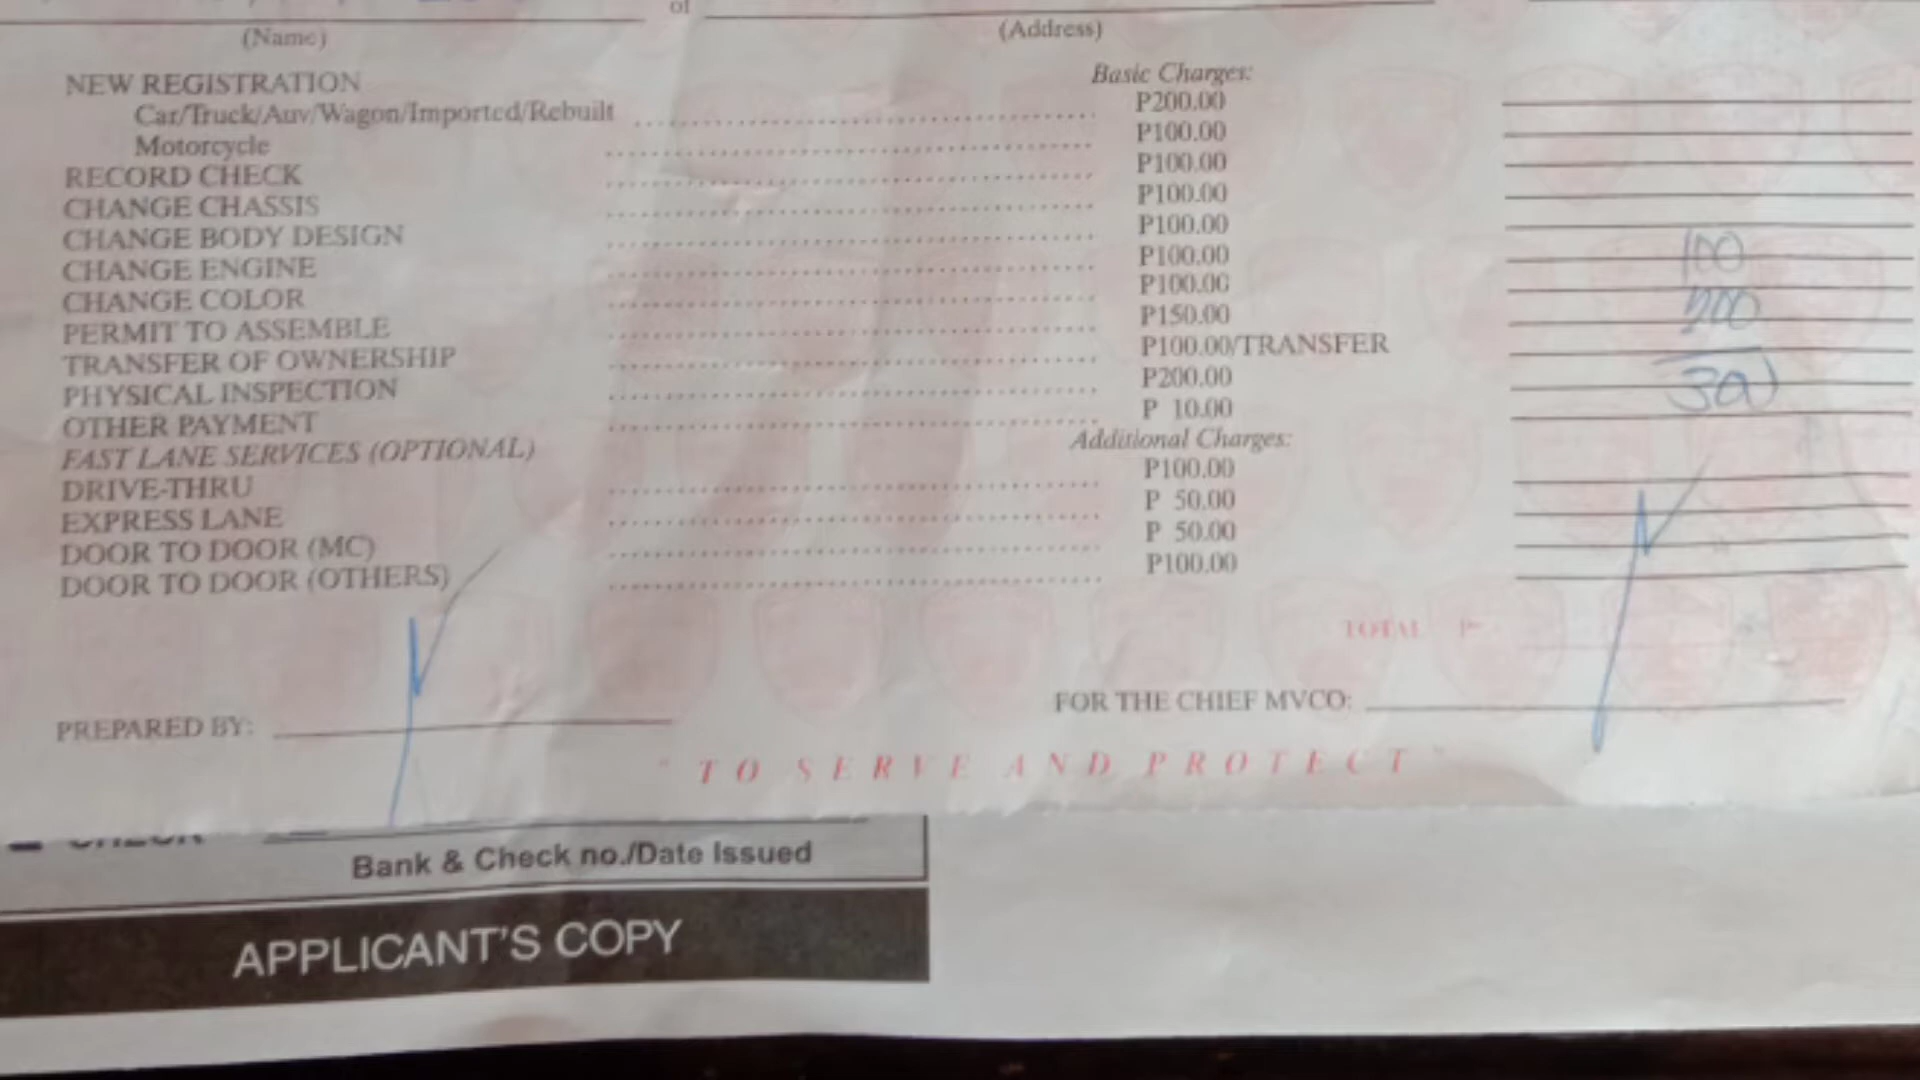 of
(Name) (Address)
NEW REGISTRATION Basic Charges:
Car/Truck/Auv/Wagon/Imported/Rebuilt P200.00
Motorcycle P100.00
RECORD CHECK P100.00
CHANGE CHASSIS P100.00
CHANGE BODY DESIGN P100.00
CHANGE ENGINE P100.00 100
CHANGE COLOR P100.00
PERMIT TO ASSEMBLE P150.00 200
TRANSFER OF OWNERSHIP P100.00/TRANSFER
PHYSICAL INSPECTION P200.00 300
OTHER PAYMENT P 10.00
FAST LANE SERVICES (OPTIONAL) Additional Charges:
DRIVE-THRU P100.00
EXPRESS LANE P 50.00
DOOR TO DOOR (MC) P 50.00
DOOR TO DOOR (OTHERS) P100.00
TOTAL P
PREPARED BY: FOR THE CHIEF MVCO:
"TO SERVE AND PROTECT"
Bank & Check no./Date Issued
APPLICANT'S COPY